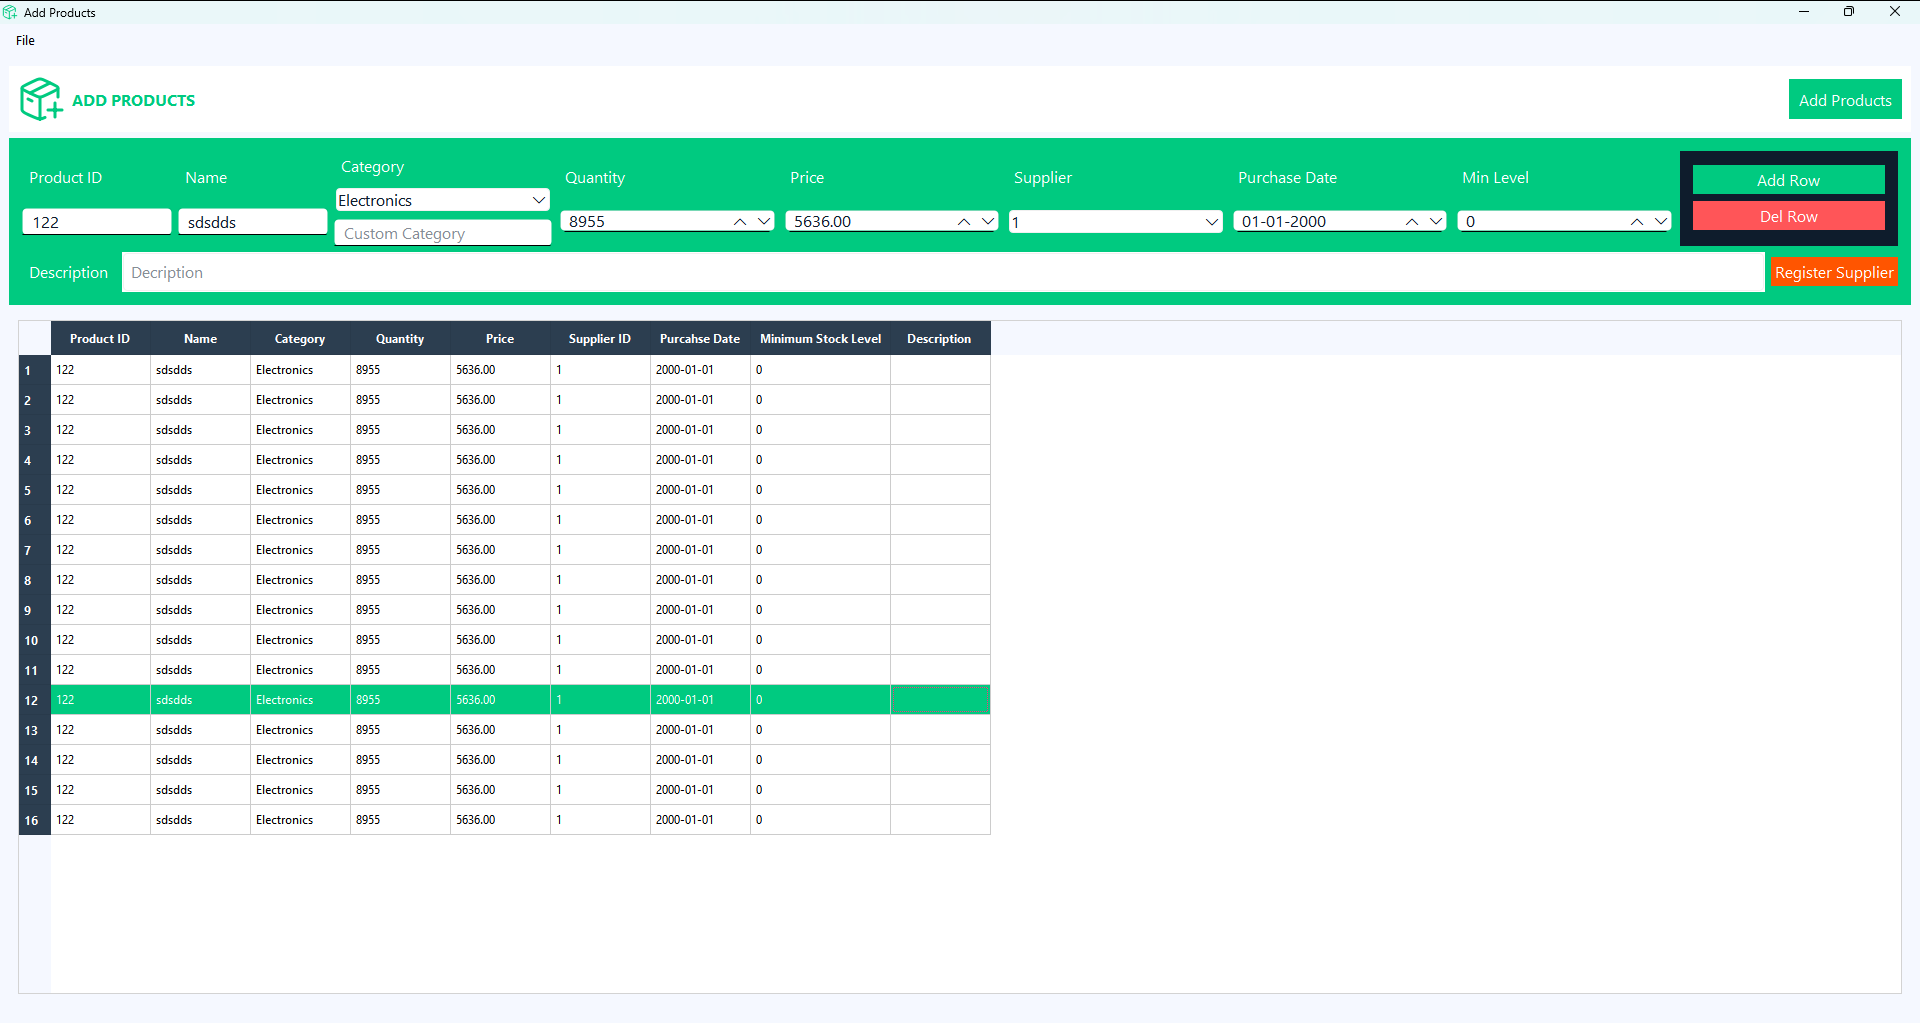 Add Products
File
ADD PRODUCTS
Add Products
Product ID Name Category Quantity Price Supplier Purchase Date Min Level
Add Row
Electronics
122 sdsdds 8955 5636.00 1 01-01-2000 0
Del Row
Custom Category
Description Decription Register Supplier
Product ID Name Category Quantity Price Supplier ID Purcahse Date Minimum Stock Level Description
1 122 sdsdds Electronics 8955 5636.00 1 2000-01-01 0
2 122 sdsdds Electronics 8955 5636.00 1 2000-01-01 0
3 122 sdsdds Electronics 8955 5636.00 1 2000-01-01 0
4 122 sdsdds Electronics 8955 5636.00 1 2000-01-01 0
5 122 sdsdds Electronics 8955 5636.00 1 2000-01-01 0
6 122 sdsdds Electronics 8955 5636.00 1 2000-01-01 0
7 122 sdsdds Electronics 8955 5636.00 1 2000-01-01 0
8 122 sdsdds Electronics 8955 5636.00 1 2000-01-01 0
9 122 sdsdds Electronics 8955 5636.00 1 2000-01-01 0
10 122 sdsdds Electronics 8955 5636.00 1 2000-01-01 0
11 122 sdsdds Electronics 8955 5636.00 1 2000-01-01 0
12 122 sdsdds Electronics 8955 5636.00 1 2000-01-01 0
13 122 sdsdds Electronics 8955 5636.00 1 2000-01-01 0
14 122 sdsdds Electronics 8955 5636.00 1 2000-01-01 0
15 122 sdsdds Electronics 8955 5636.00 1 2000-01-01 0
16 122 sdsdds Electronics 8955 5636.00 1 2000-01-01 0